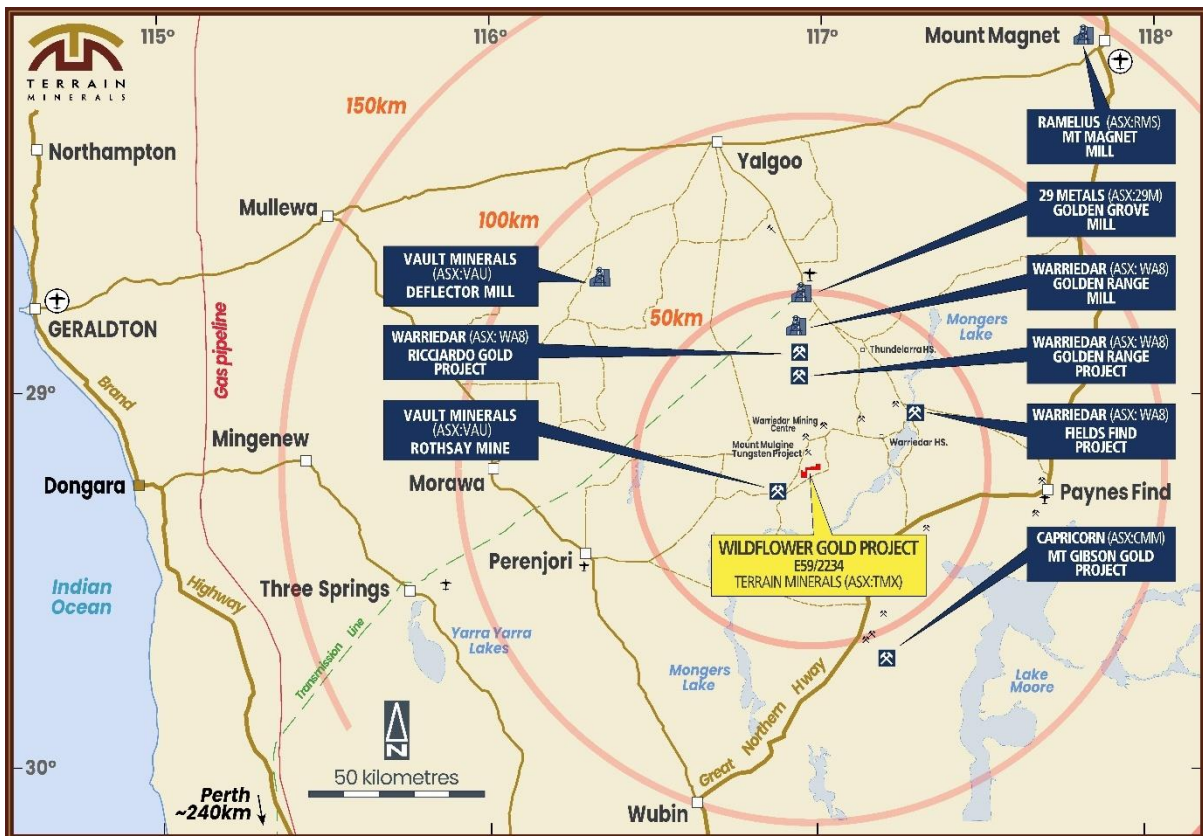 115°
116°
117°
118°
TERRAIN
MINERALS
Mount Magnet
150km
RAMELIUS (ASX:RMS)
MT MAGNET
MILL
Northampton
Yalgoo
Mullewa
100km
29 METALS (ASX:29M)
GOLDEN GROVE
MILL
VAULT MINERALS
(ASX:VAU)
DEFLECTOR MILL
WARRIEDAR (ASX: WA8)
GOLDEN RANGE
MILL
GERALDTON
Gas pipeline
50km
Mongers
Lake
WARRIEDAR (ASX: WA8)
RICCIARDO GOLD
PROJECT
Thundelarra HS.
WARRIEDAR (ASX: WA8)
GOLDEN RANGE
PROJECT
29°
Brand
Highway
VAULT MINERALS
(ASX:VAU)
ROTHSAY MINE
Warriedar Mining
Centre
Warriedar HS.
Mount Mulgine
Tungsten Project
WARRIEDAR (ASX: WA8)
FIELDS FIND
PROJECT
Mingenew
Dongara
Morawa
Paynes Find
WILDFLOWER GOLD PROJECT
E59/2234
TERRAIN MINERALS (ASX:TMX)
CAPRICORN (ASX:CMM)
MT GIBSON GOLD
PROJECT
Perenjori
Three Springs
Indian
Ocean
Yarra Yarra
Lakes
Transmission Line
Mongers
Lake
Great Northern Hway
Lake
Moore
N
50 kilometres
30°
Perth
~240km
Wubin